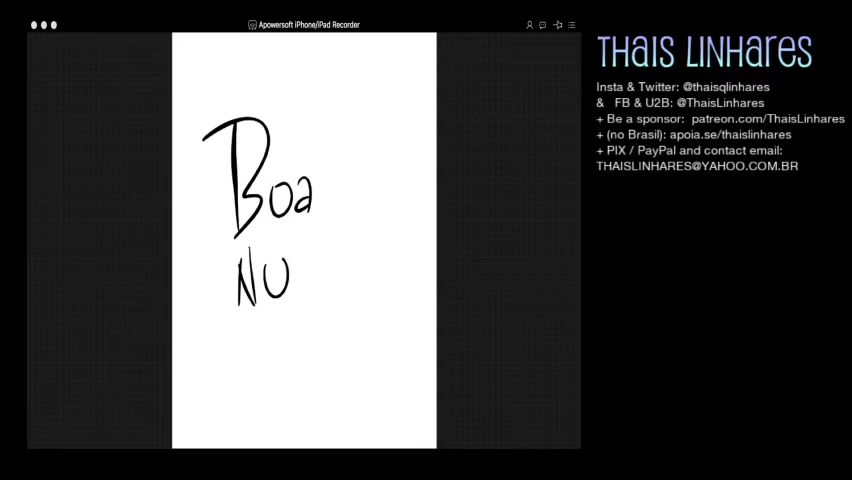 Apowersoft iPhone/iPad Recorder
THaIS LINHaReS
Insta & Twitter: @thaisqlinhares
& FB & U2B: @ThaisLinhares
+ Be a sponsor: patreon.com/ThaisLinhares
+ (no Brasil): apoia.se/thaislinhares
+ PIX / PayPal and contact email:
THAISLINHARES@YAHOO.COM.BR
Boa
NU